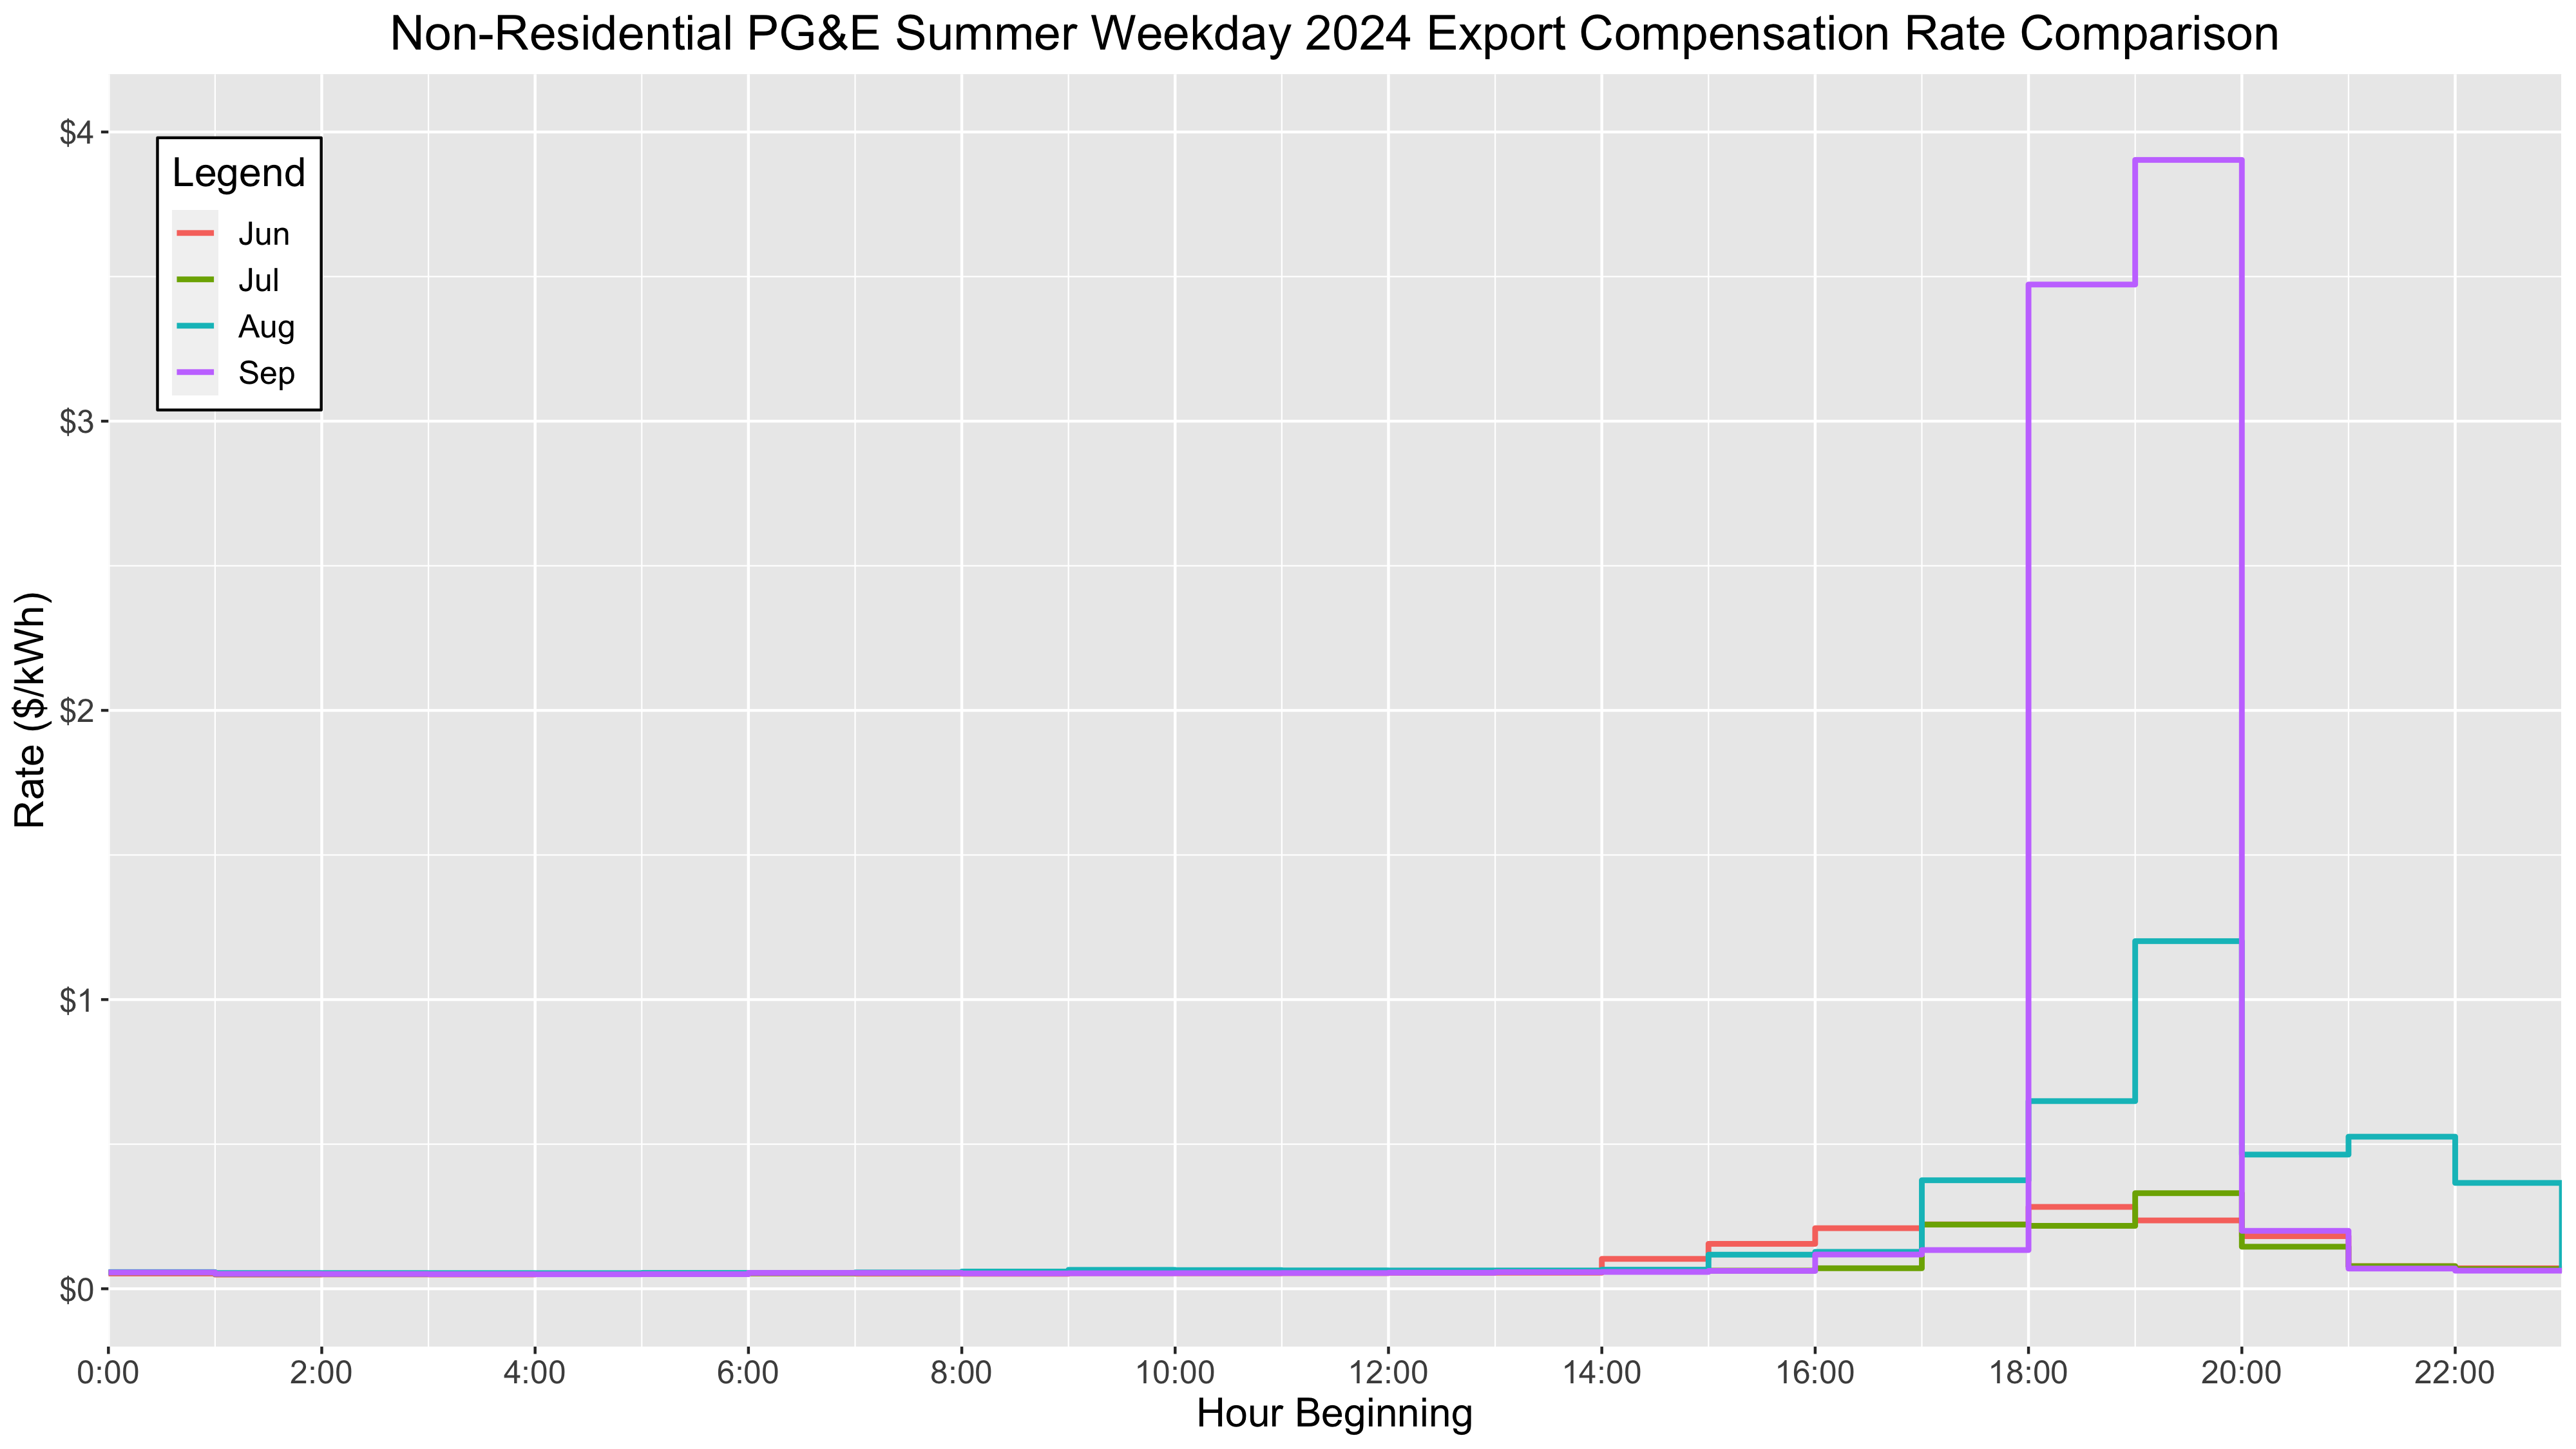 Non-Residential PG&E Summer Weekday 2024 Export Compensation Rate Comparison
Rate ($/kWh)
$4
$3
$2
$1
$0
Legend
Jun
Jul
Aug
Sep
0:00 2:00 4:00 6:00 8:00 10:00 12:00 14:00 16:00 18:00 20:00 22:00
Hour Beginning